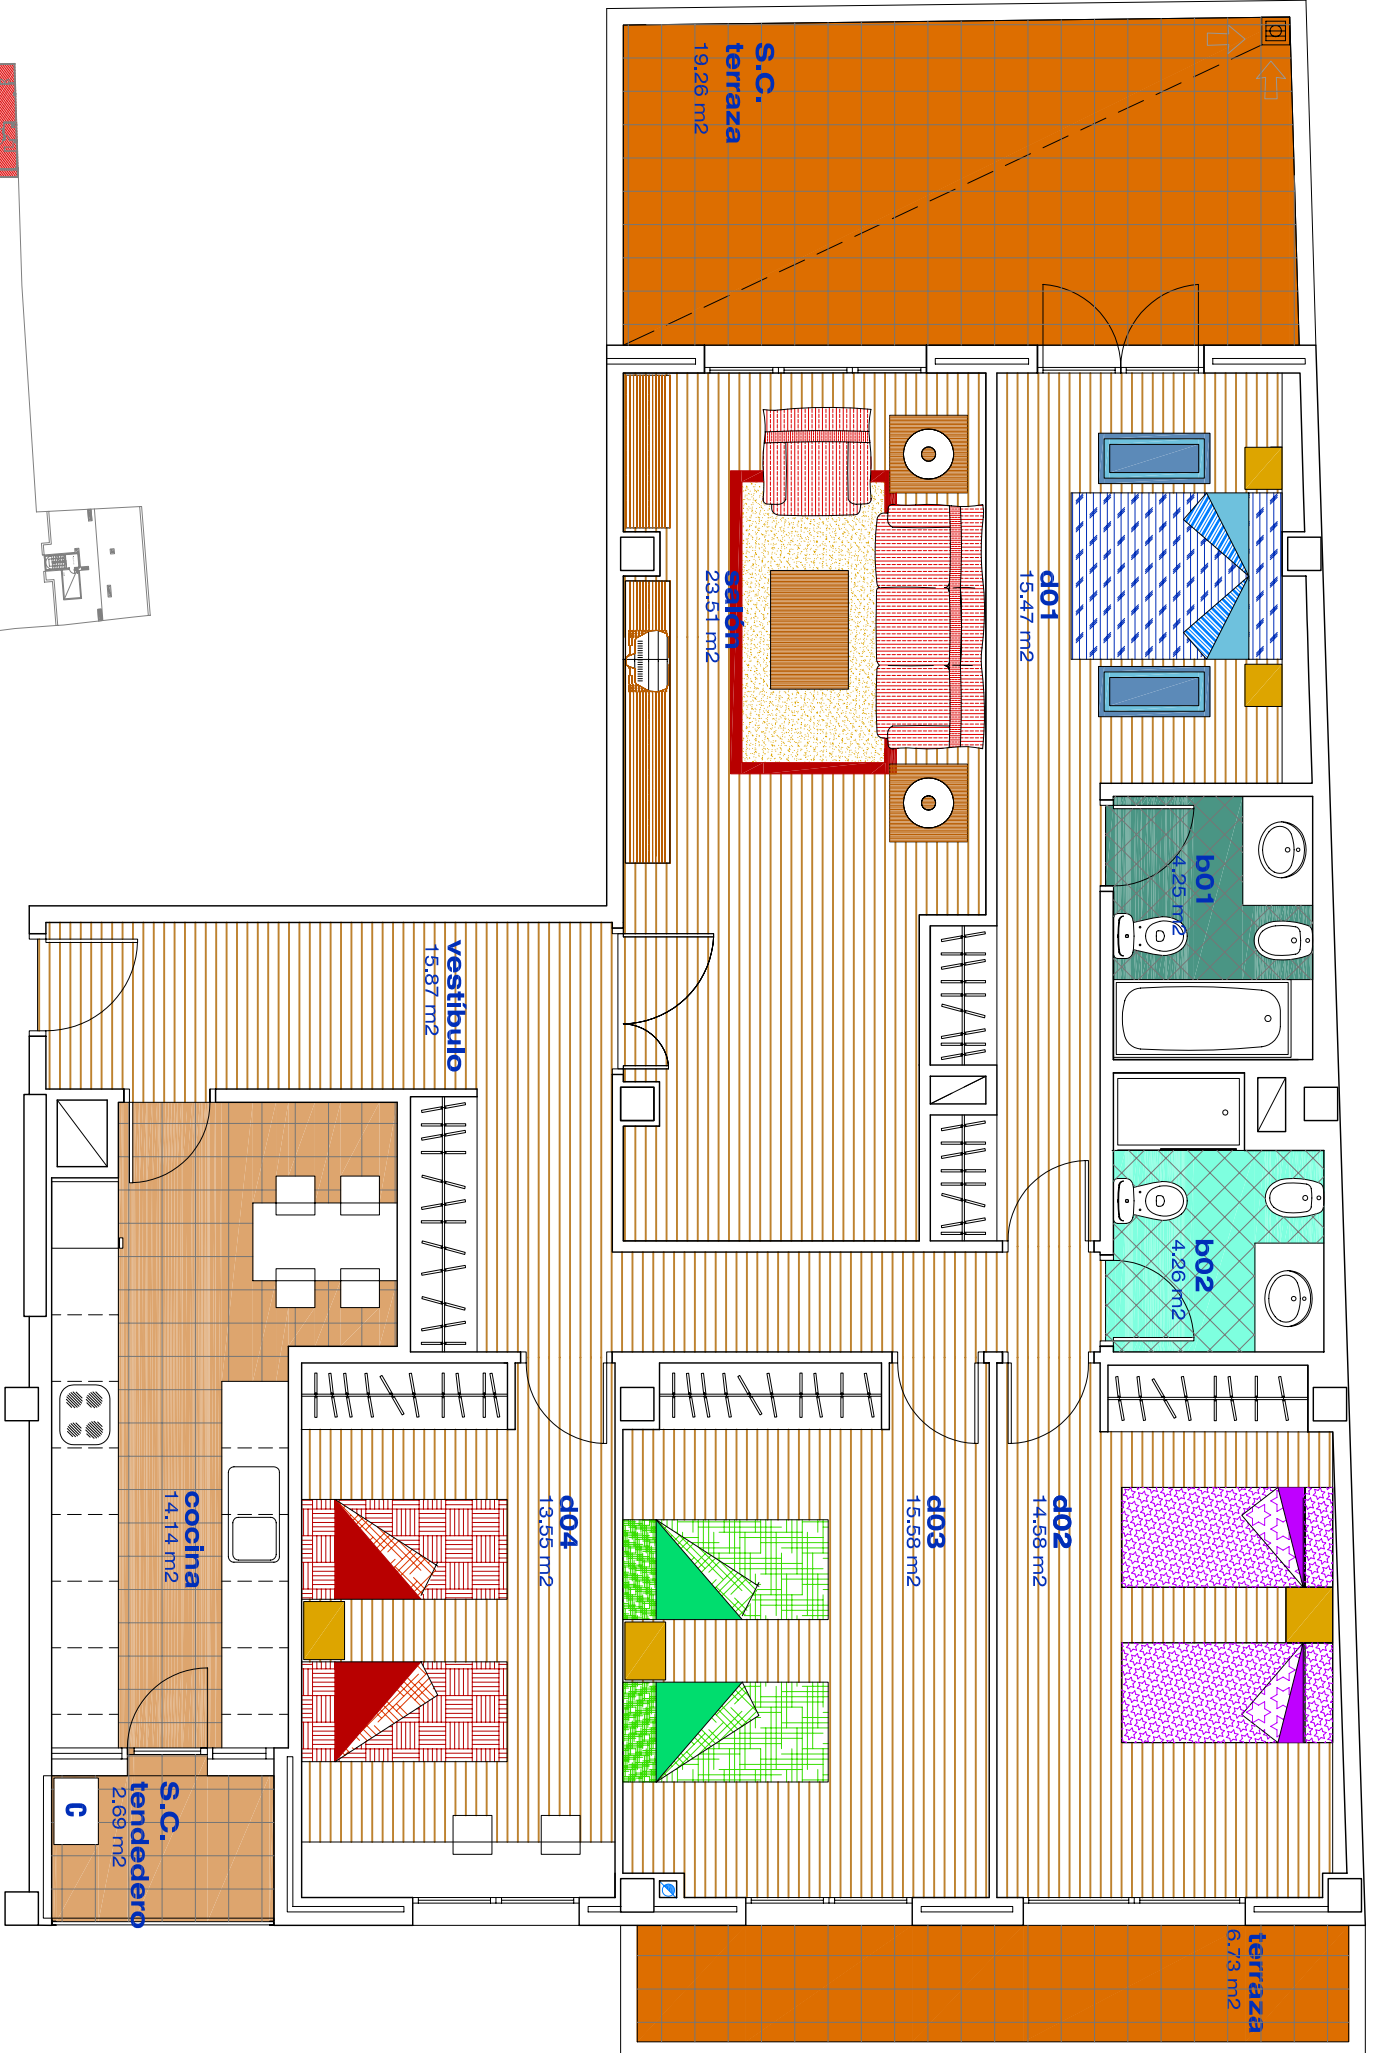 S.C.
terraza
19.26 m2
salón
23.51 m2
d01
15.47 m2
b01
4.25 m2
vestíbulo
15.87 m2
b02
4.26 m2
cocina
14.14 m2
d04
13.55 m2
d03
15.58 m2
d02
14.58 m2
S.C.
tendedero
2.69 m2
C
terraza
6.73 m2